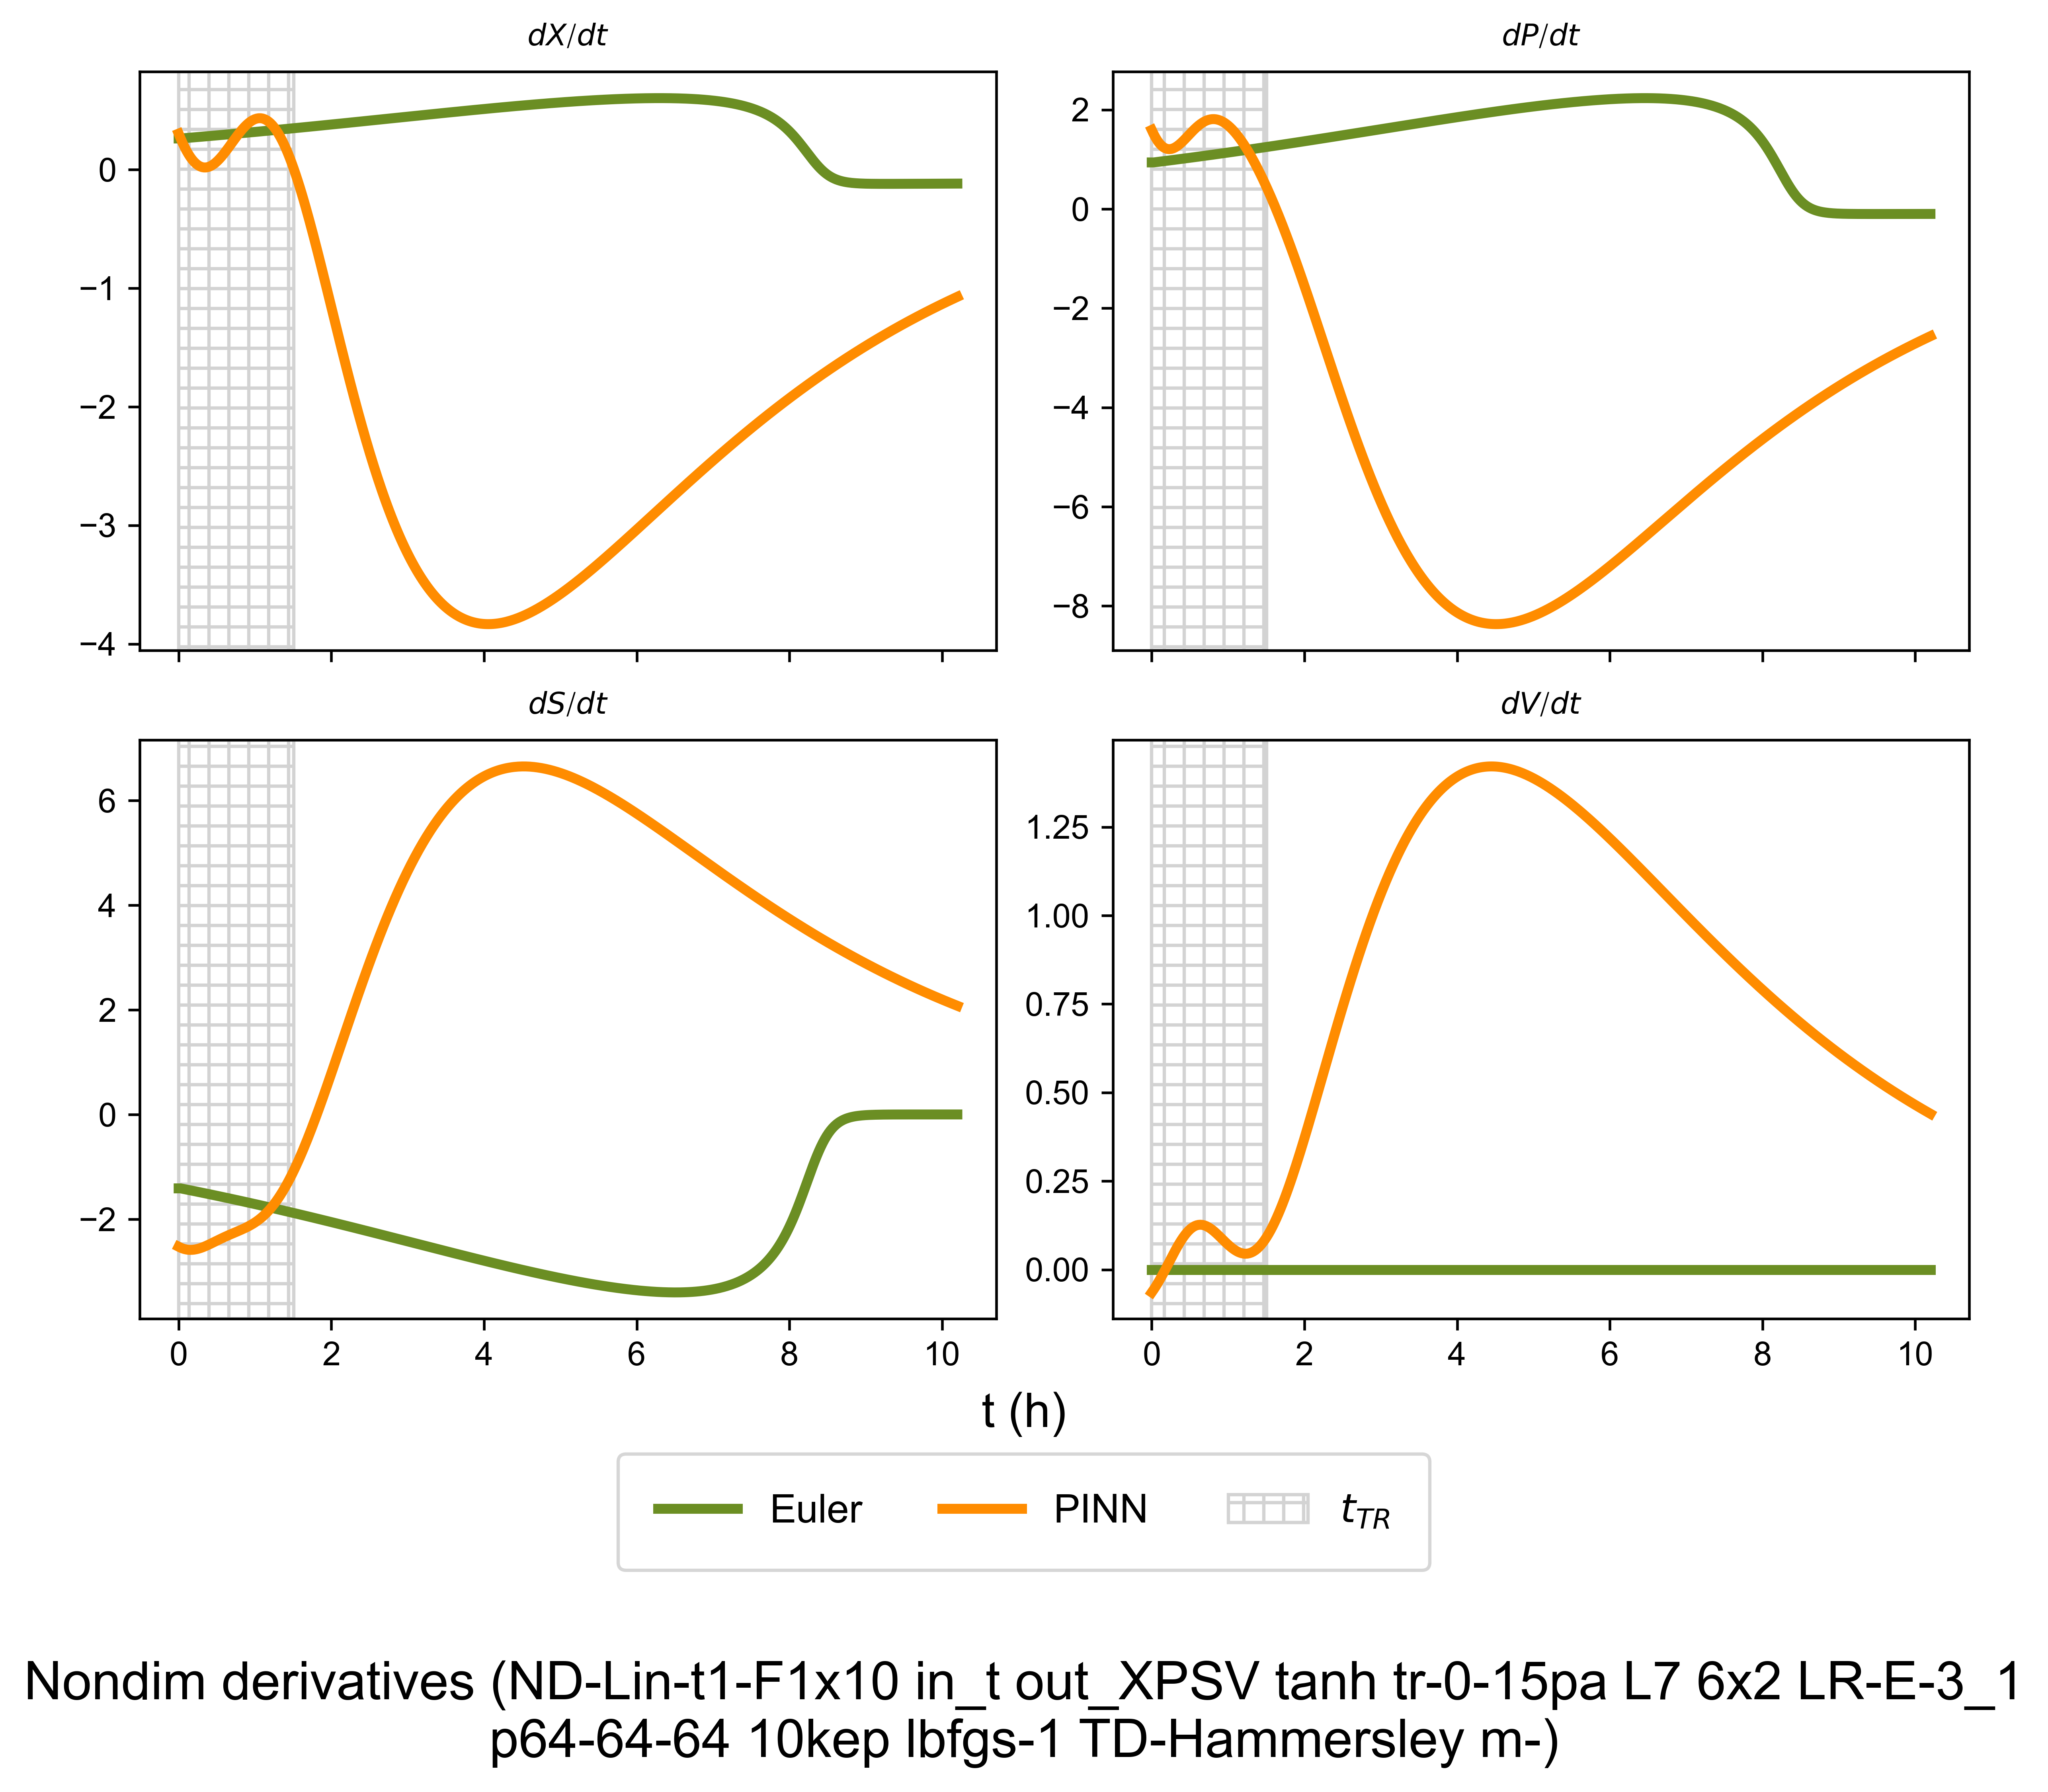 dX/dt
dP/dt
0
−1
−2
−3
−4
2
0
−2
−4
−6
−8
dS/dt
dV/dt
6
4
2
0
−2
1.25
1.00
0.75
0.50
0.25
0.00
0 2 4 6 8 10
0 2 4 6 8 10
t (h)
Euler PINN t_TR
Nondim derivatives (ND-Lin-t1-F1x10 in_t out_XPSV tanh tr-0-15pa L7 6x2 LR-E-3_1
p64-64-64 10kep lbfgs-1 TD-Hammersley m-)